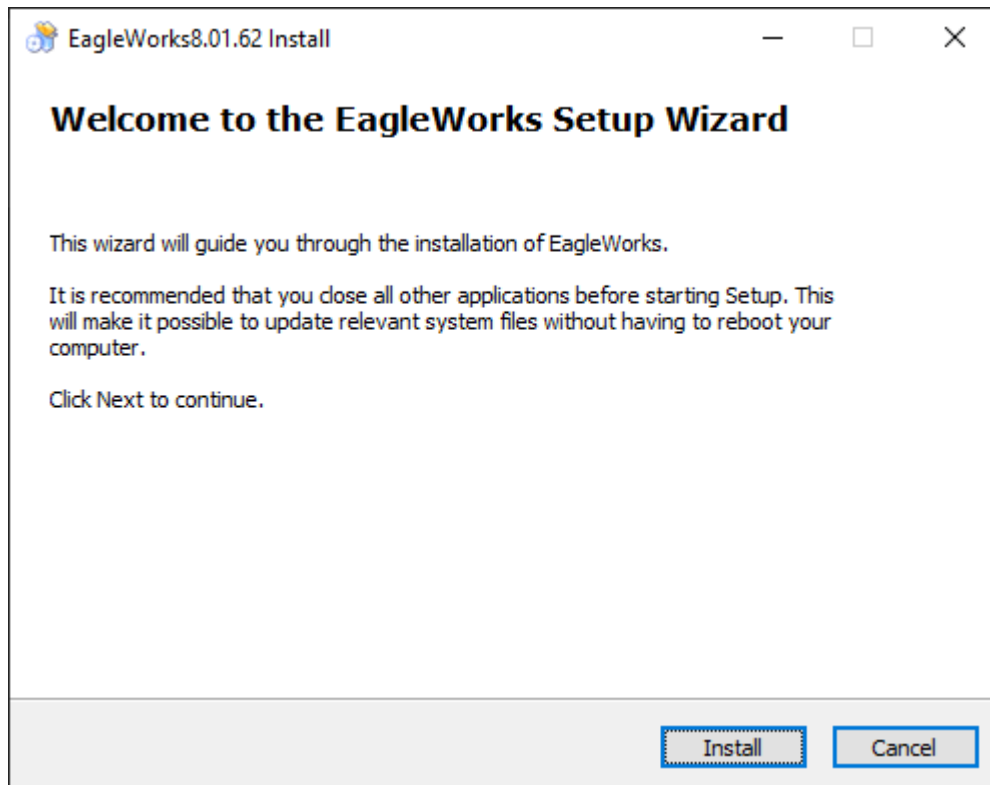 EagleWorks8.01.62 Install
Welcome to the EagleWorks Setup Wizard
This wizard will guide you through the installation of EagleWorks.
It is recommended that you close all other applications before starting Setup. This
will make it possible to update relevant system files without having to reboot your
computer.
Click Next to continue.
Install
Cancel